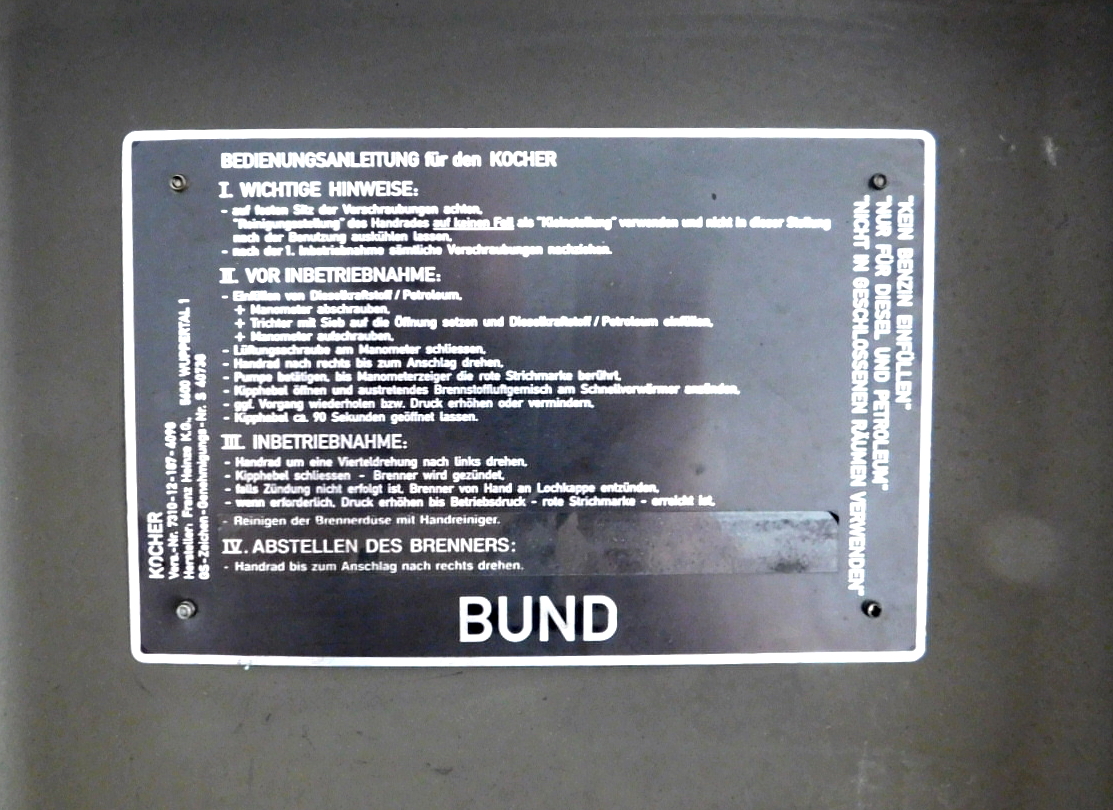 BEDIENUNGSANLEITUNG für den KOCHER
I. WICHTIGE HINWEISE:
- auf festen Sitz der Verschraubungen achten,
"Reinigungsstellung" des Handrades auf keinen Fall als "Kleinstellung" verwenden und nicht in dieser Stellung
nach der Benutzung auskühlen lassen,
- nach der 1. Inbetriebnahme sämtliche Verschraubungen nachziehen.
II. VOR INBETRIEBNAHME:
- Einfüllen von Dieselkraftstoff / Petroleum,
+ Manometer abschrauben,
+ Trichter mit Sieb auf die Öffnung setzen und Dieselkraftstoff / Petroleum einfüllen,
+ Manometer aufschrauben,
- Lüftungsschraube am Manometer schliessen,
- Handrad nach rechts bis zum Anschlag drehen,
- Pumpe betätigen, bis Manometerzeiger die rote Strichmarke berührt,
- Kipphebel öffnen und austretendes Brennstoffluftgemisch am Schnellverwärmer anzünden,
- ggf. Vorgang wiederholen bzw. Druck erhöhen oder vermindern,
- Kipphebel ca. 90 Sekunden geöffnet lassen.
III. INBETRIEBNAHME:
- Handrad um eine Vierteldrehung nach links drehen,
- Kipphebel schliessen - Brenner wird gezündet,
- falls Zündung nicht erfolgt ist, Brenner von Hand an Lochkappe entzünden,
- wenn erforderlich, Druck erhöhen bis Betriebsdruck - rote Strichmarke - erreicht ist,
- Reinigen der Brennerdüse mit Handreiniger.
IV. ABSTELLEN DES BRENNERS:
- Handrad bis zum Anschlag nach rechts drehen.
BUND
KOCHER
Vers.-Nr. 7310-12-187-4098
Hersteller: Franz Heinze K.G., 5600 WUPPERTAL 1
GS-Zeichen-Genehmigungs-Nr. S 40738
"KEIN BENZIN EINFÜLLEN"
"NUR FÜR DIESEL UND PETROLEUM"
"NICHT IN GESCHLOSSENEN RÄUMEN VERWENDEN"